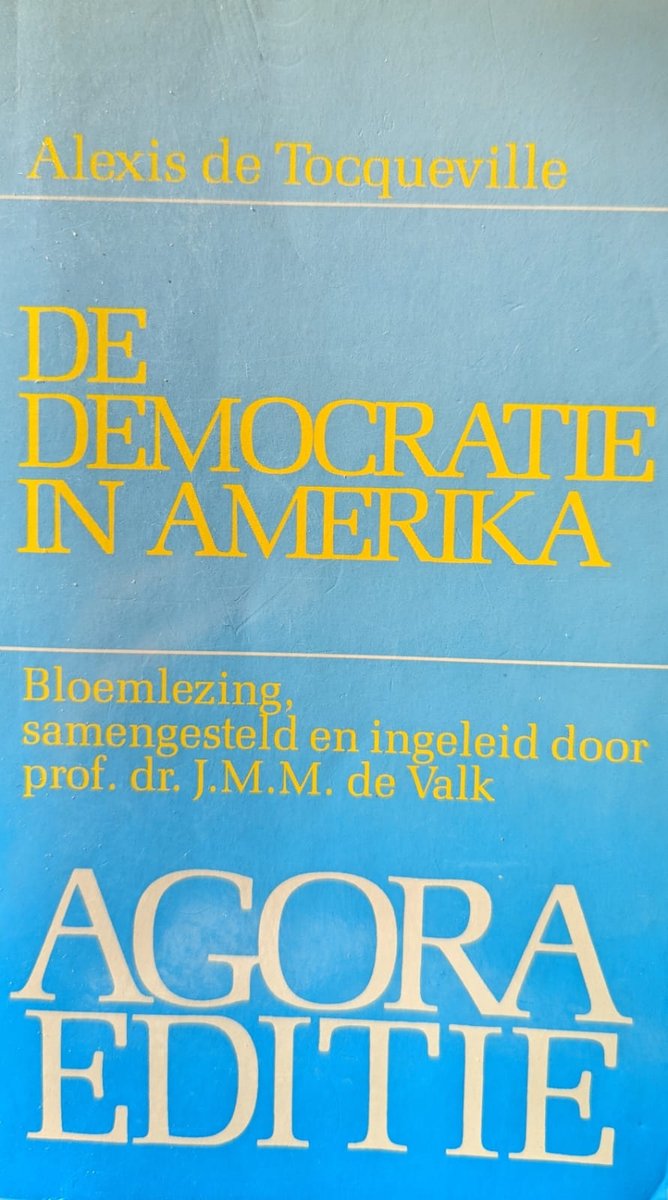 Alexis de Tocqueville
DE
DEMOCRATIE
IN AMERIKA
Bloemlezing,
samengesteld en ingeleid door
prof. dr. J.M.M. de Valk
AGORA
EDITIE